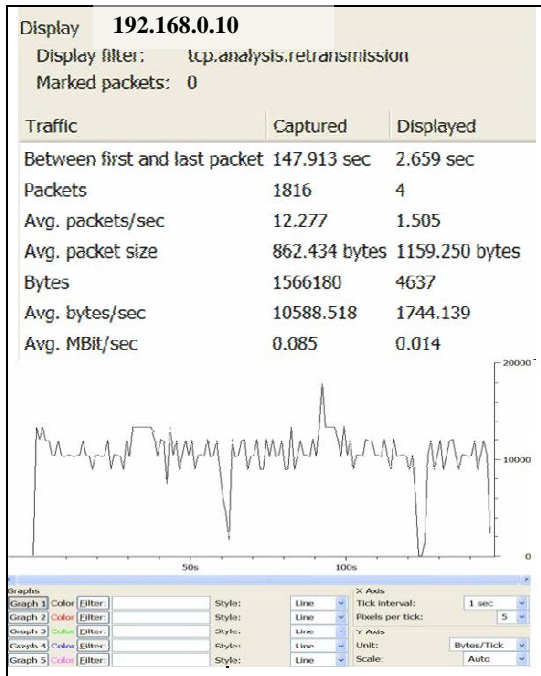 Display 192.168.0.10
Display filter: tcp.analysis.retransmission
Marked packets: 0
Traffic Captured Displayed
Between first and last packet 147.913 sec 2.659 sec
Packets 1816 4
Avg. packets/sec 12.277 1.505
Avg. packet size 862.434 bytes 1159.250 bytes
Bytes 1566180 4637
Avg. bytes/sec 10588.518 1744.139
Avg. MBit/sec 0.085 0.014
20000
10000
0
50s 100s
Graphs X Axis
Graph 1 Color Filter: Style: Line Tick interval: 1 sec
Graph 2 Color Filter: Style: Line Pixels per tick: 5
Graph 3 Color Filter: Style: Line Y Axis
Graph 4 Color Filter: Style: Line Unit: Bytes/Tick
Graph 5 Color Filter: Style: Line Scale: Auto